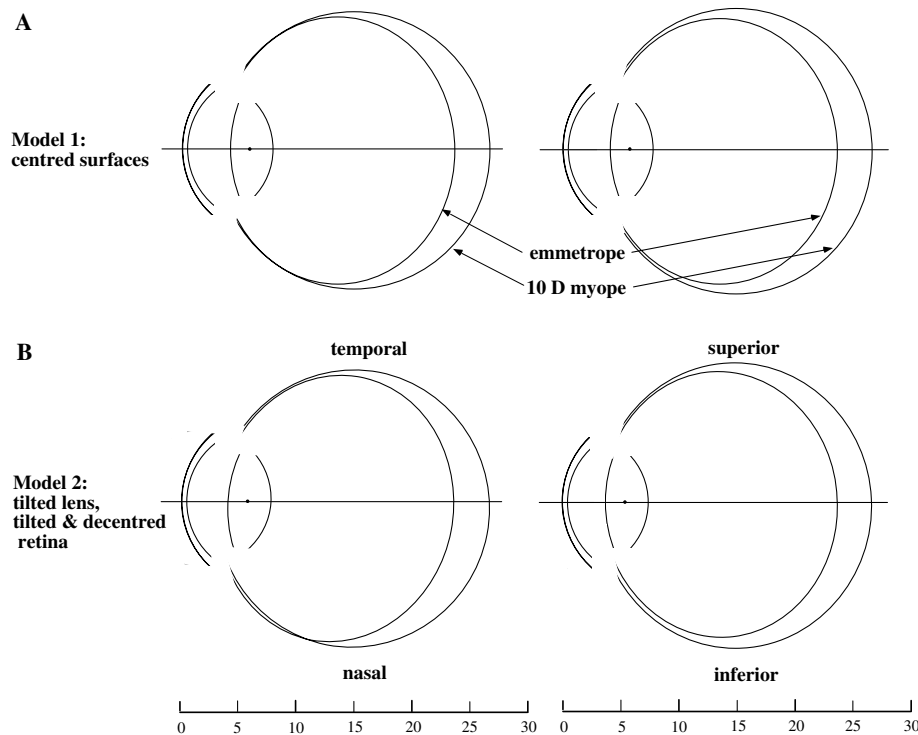 A
Model 1:
centred surfaces
emmetrope
10 D myope
B
temporal
superior
Model 2:
tilted lens,
tilted & decentred
retina
nasal
inferior
0 5 10 15 20 25 30
0 5 10 15 20 25 30